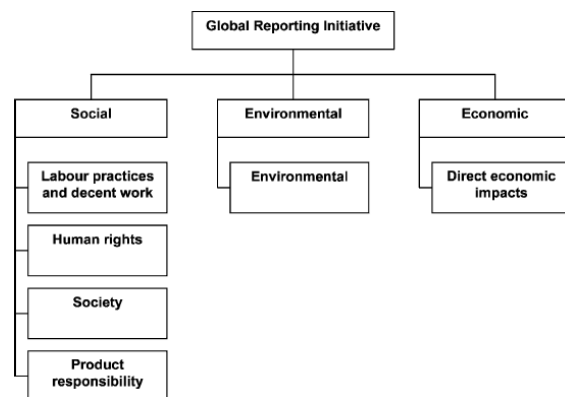 Global Reporting Initiative
Social
Environmental
Economic
Labour practices
and decent work
Environmental
Direct economic
impacts
Human rights
Society
Product
responsibility